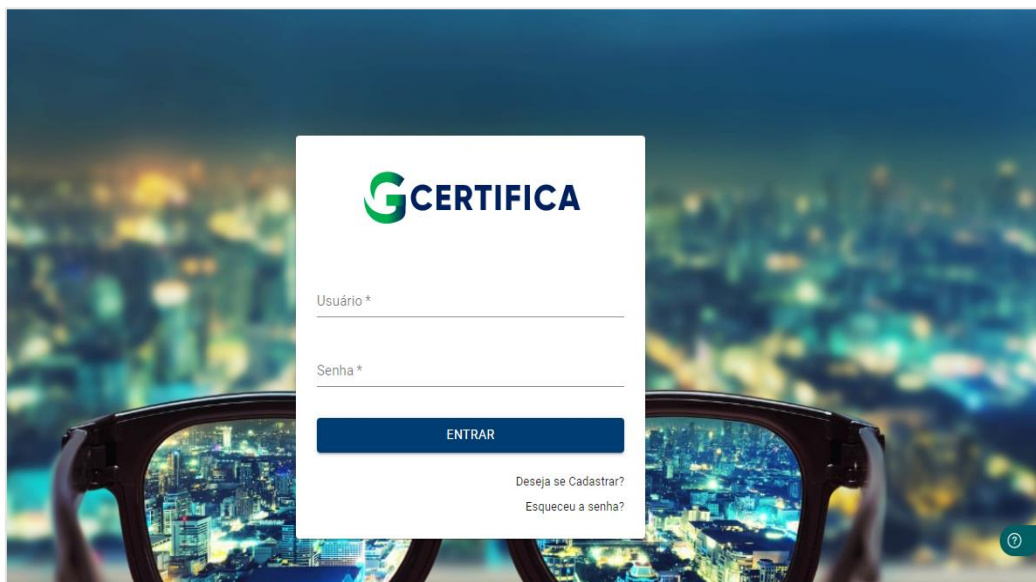 GCERTIFICA
Usuário *
Senha *
ENTRAR
Deseja se Cadastrar?
Esqueceu a senha?
?